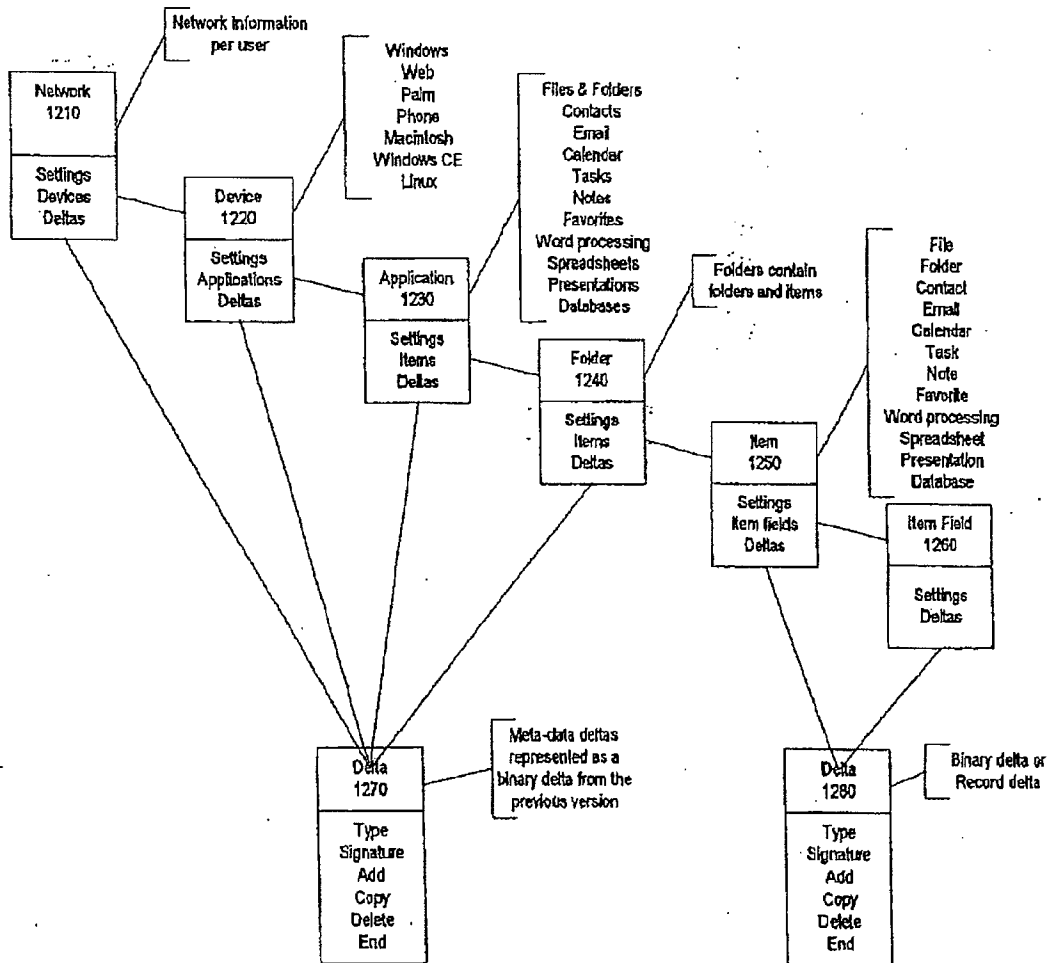 Network Information
per user
Network
1210
Settings
Devices
Deltas
Windows
Web
Palm
Phone
Macintosh
Windows CE
Linux
Device
1220
Settings
Applications
Deltas
Files & Folders
Contacts
Email
Calendar
Tasks
Notes
Favorites
Word processing
Spreadsheets
Presentations
Databases
Application
1230
Settings
Items
Deltas
Folders contain
folders and items
Folder
1240
Settings
Items
Deltas
File
Folder
Contact
Email
Calendar
Task
Note
Favorite
Word processing
Spreadsheet
Presentation
Database
Item
1250
Settings
Item fields
Deltas
Item Field
1260
Settings
Deltas
Meta-data deltas
represented as a
binary delta from the
previous version
Delta
1270
Type
Signature
Add
Copy
Delete
End
Binary delta or
Record delta
Delta
1280
Type
Signature
Add
Copy
Delete
End